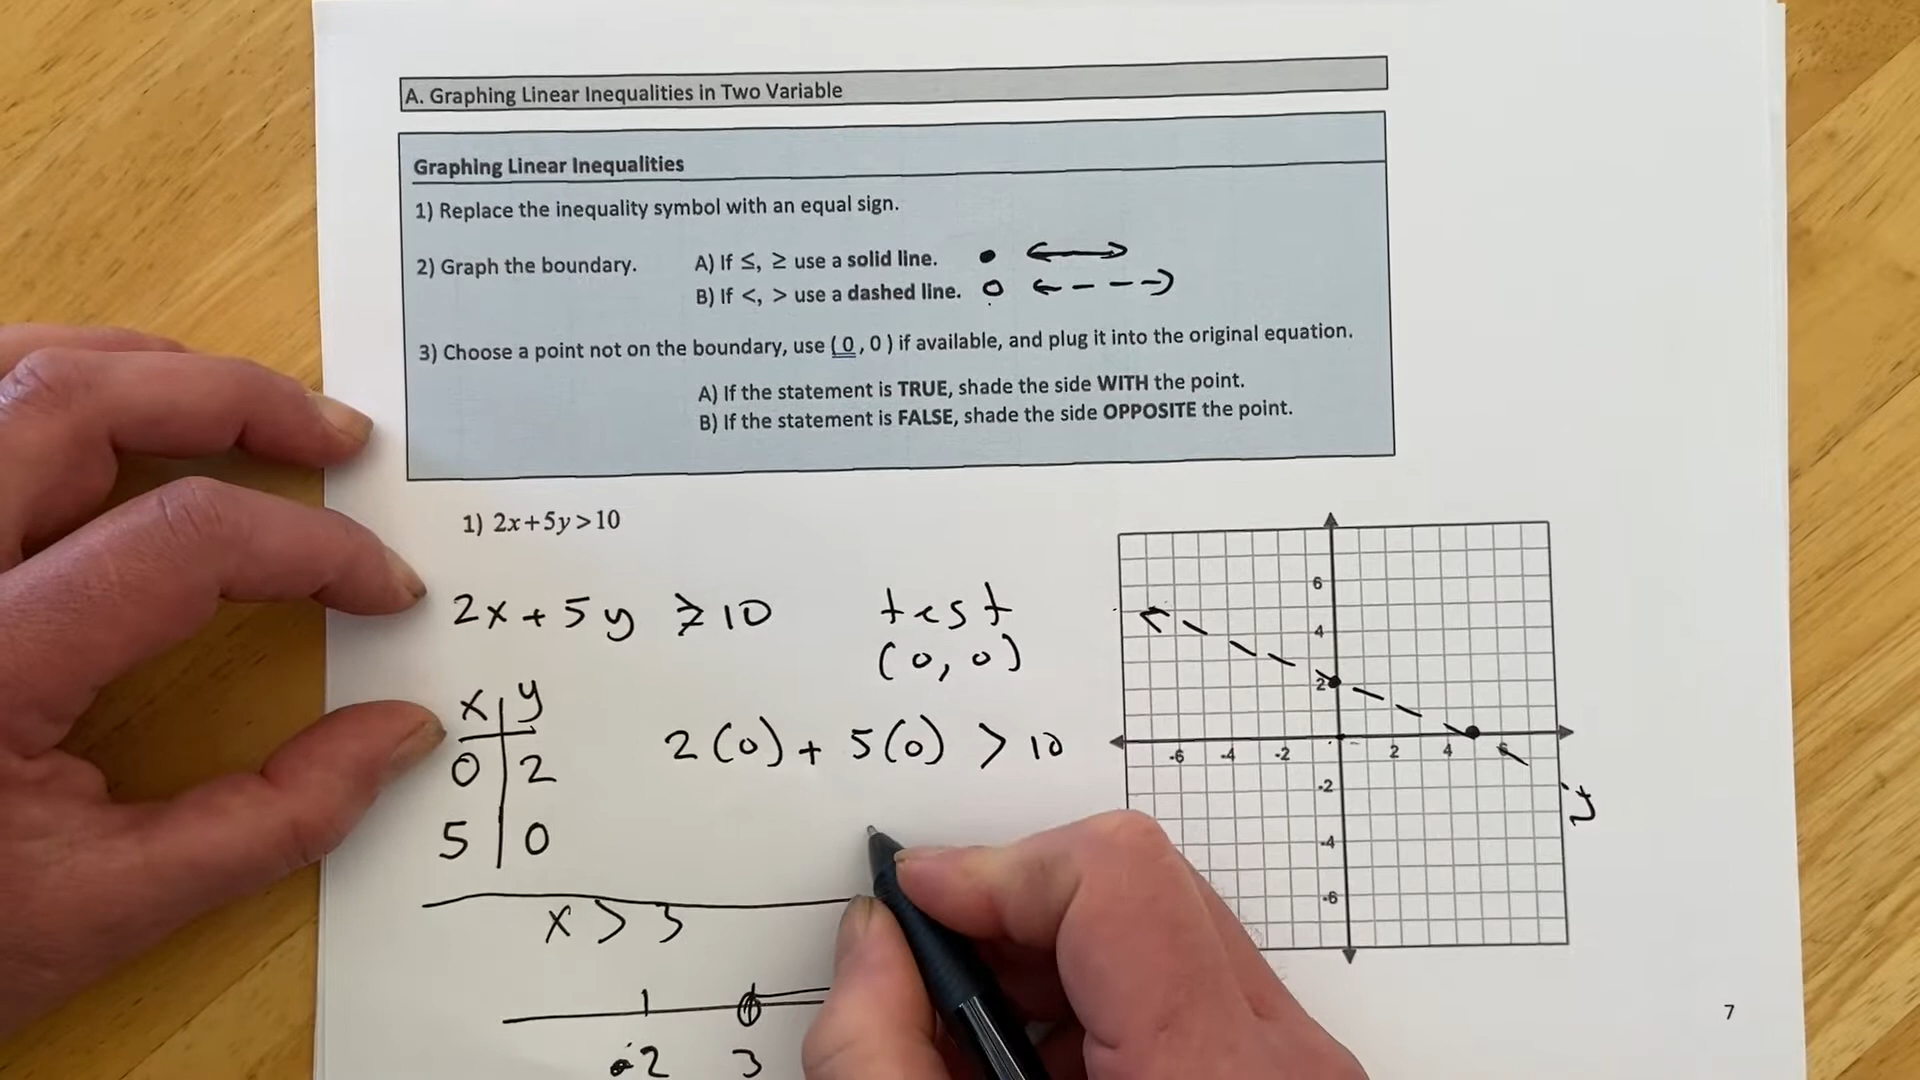 A. Graphing Linear Inequalities in Two Variable
Graphing Linear Inequalities
1) Replace the inequality symbol with an equal sign.
2) Graph the boundary.
A) If ≤, ≥ use a solid line.
B) If <, > use a dashed line.
3) Choose a point not on the boundary, use ( 0 , 0 ) if available, and plug it into the original equation.
A) If the statement is TRUE, shade the side WITH the point.
B) If the statement is FALSE, shade the side OPPOSITE the point.
1) 2x+5y>10
2x + 5y ≥ 10
x y
0 2
5 0
test
(0, 0)
2(0) + 5(0) > 10
x > 3
2 3
6
4
2
-6 -4 -2 2 4 6
-2
-4
-6
7